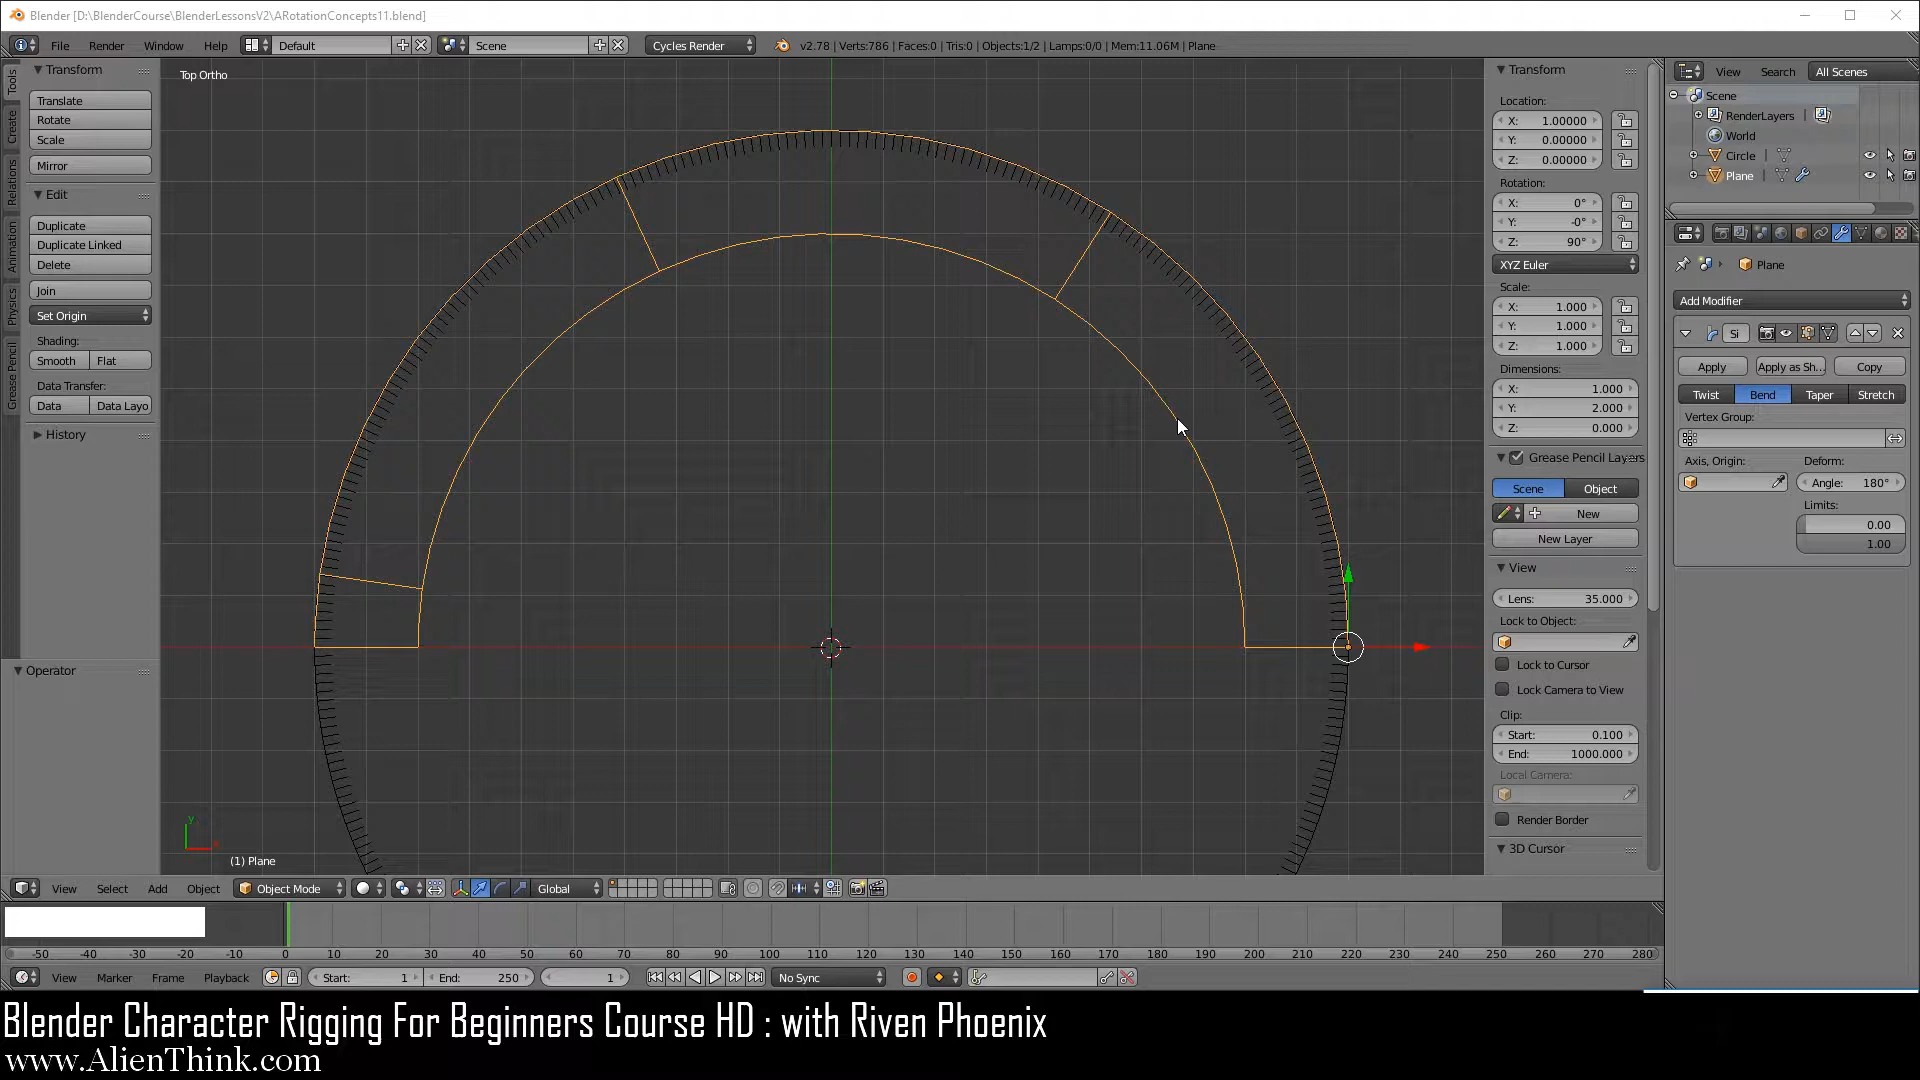 Blender [D:\BlenderCourse\BlenderLessonsV2\ARotationConcepts11.blend]
File Render Window Help Default Scene Cycles Render v2.78 | Verts:786 | Faces:0 | Tris:0 | Objects:1/2 | Lamps:0/0 | Mem:11.06M | Plane
Tools
Create
Relations
Animation
Physics
Grease Pencil
Transform
Translate
Rotate
Scale
Mirror
Edit
Duplicate
Duplicate Linked
Delete
Join
Set Origin
Shading:
Smooth Flat
Data Transfer:
Data Data Layo
History
Operator
Top Ortho
y
(1) Plane
Transform
Location:
X: 1.00000
Y: 0.00000
Z: 0.00000
Rotation:
X: 0°
Y: -0°
Z: 90°
XYZ Euler
Scale:
X: 1.000
Y: 1.000
Z: 1.000
Dimensions:
X: 1.000
Y: 2.000
Z: 0.000
Grease Pencil Layers
Scene Object
New
New Layer
View
Lens: 35.000
Lock to Object:
Lock to Cursor
Lock Camera to View
Clip:
Start: 0.100
End: 1000.000
Local Camera:
Render Border
3D Cursor
View Search All Scenes
Scene
RenderLayers
World
Circle
Plane
Plane
Add Modifier
Si
Apply Apply as Sh... Copy
Twist Bend Taper Stretch
Vertex Group:
Axis, Origin: Deform:
Angle: 180°
Limits:
0.00
1.00
View Select Add Object Object Mode Global
-50 -40 -30 -20 -10 0 10 20 30 40 50 60 70 80 90 100 110 120 130 140 150 160 170 180 190 200 210 220 230 240 250 260 270 280
View Marker Frame Playback Start: 1 End: 250 1 No Sync
Blender Character Rigging For Beginners Course HD : with Riven Phoenix
www.AlienThink.com